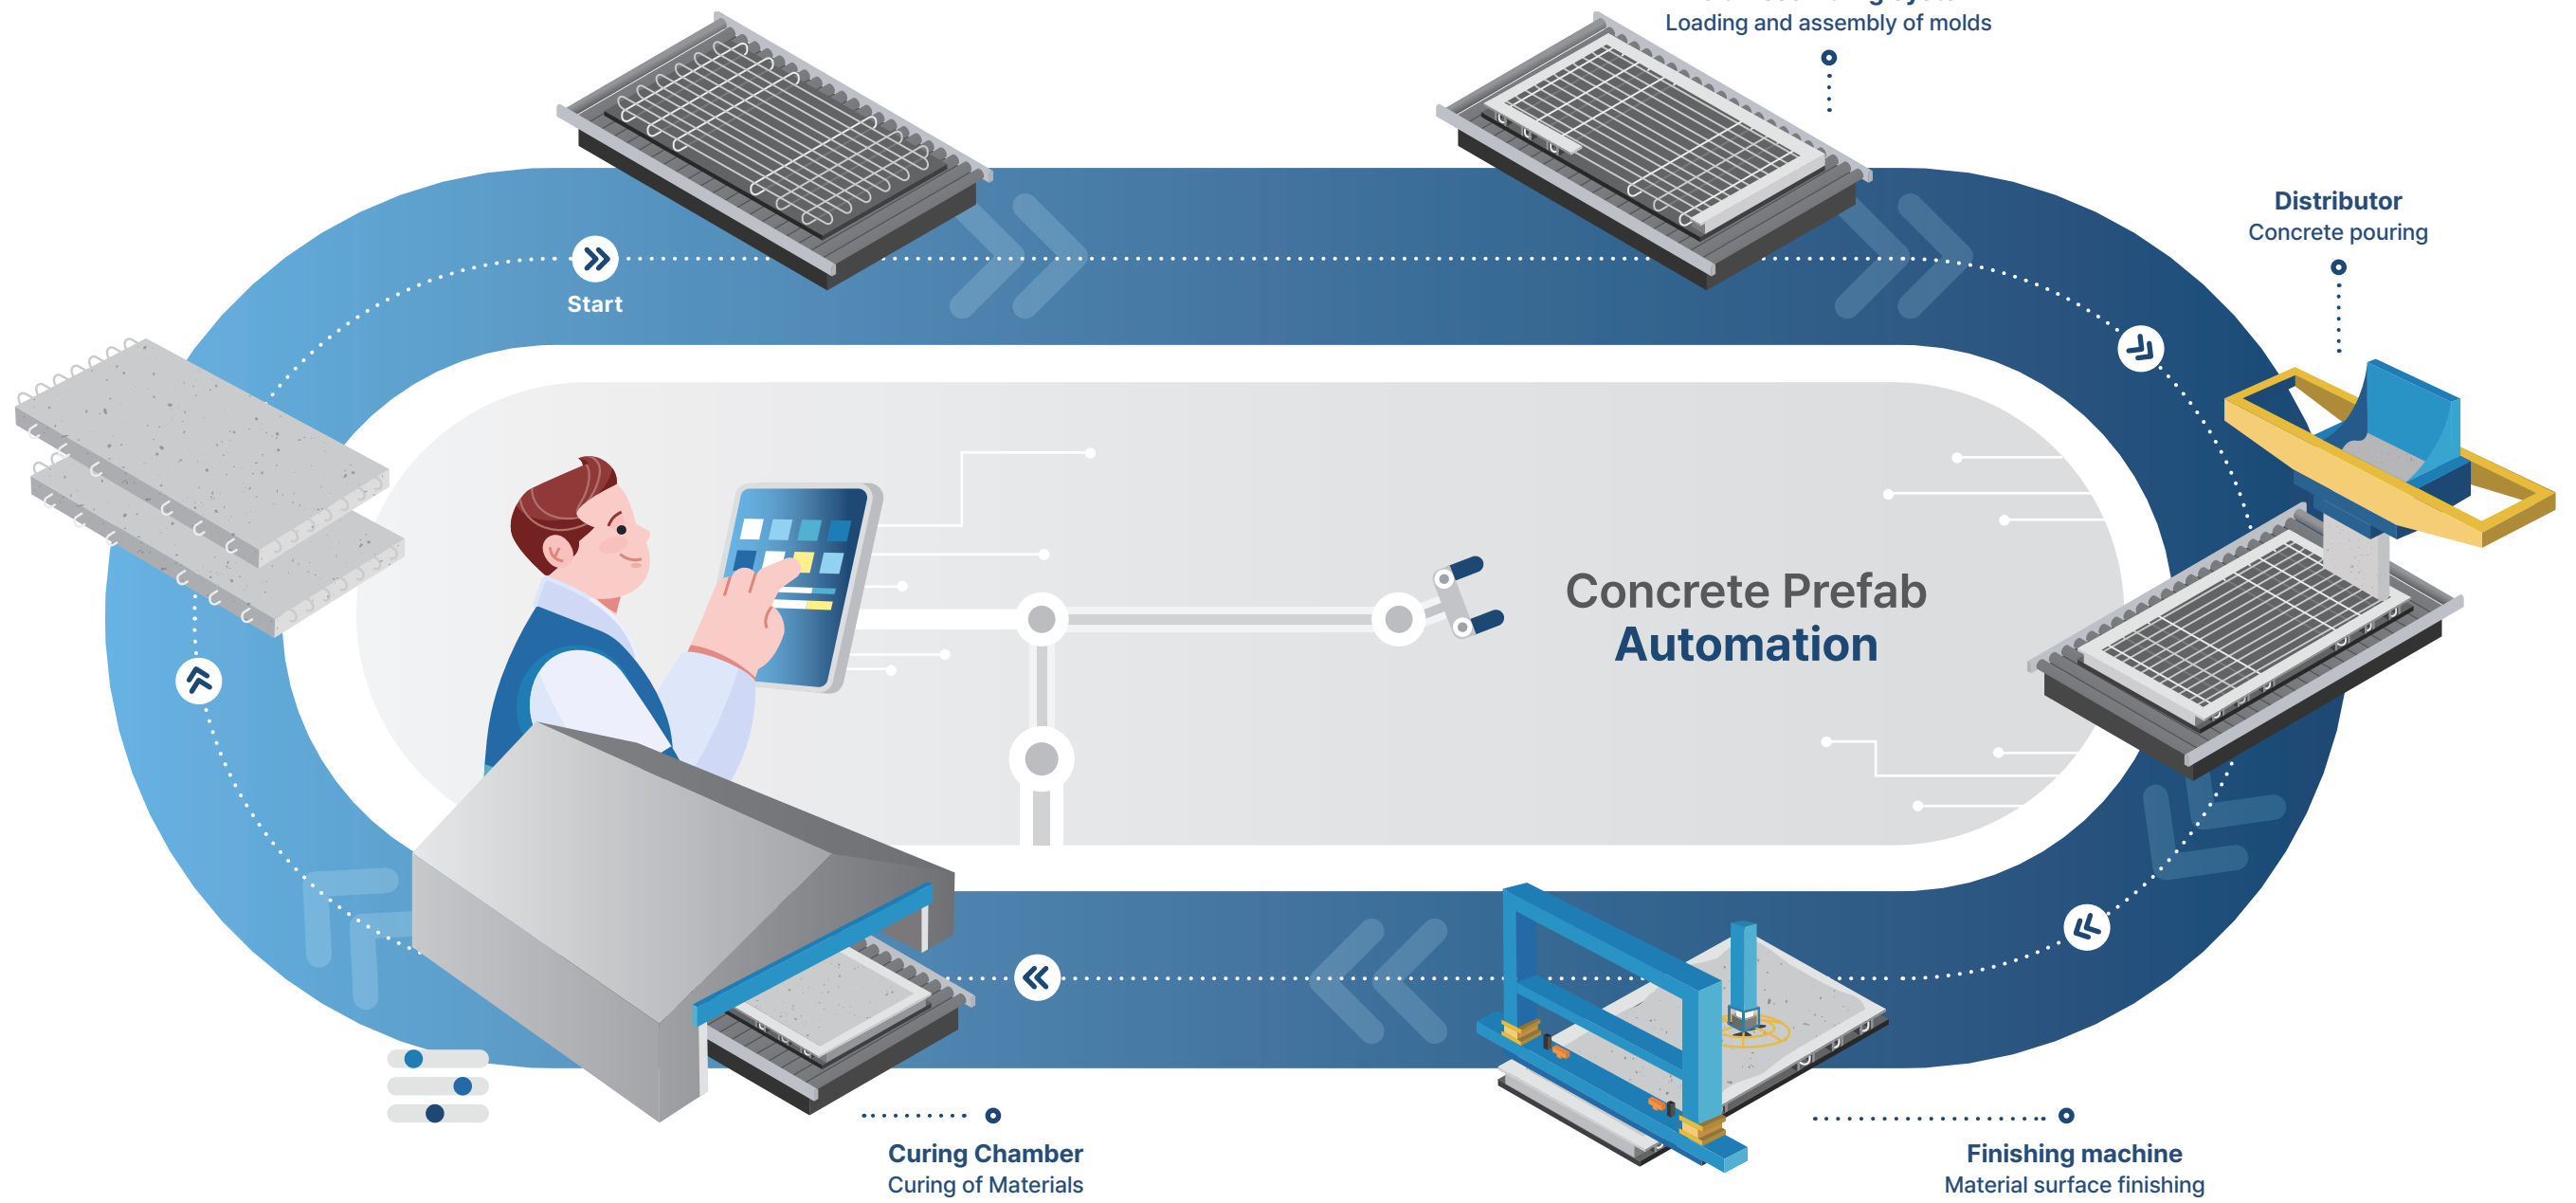 Loading and assembly of molds
Distributor
Concrete pouring
Start
Concrete Prefab
Automation
Curing Chamber
Curing of Materials
Finishing machine
Material surface finishing